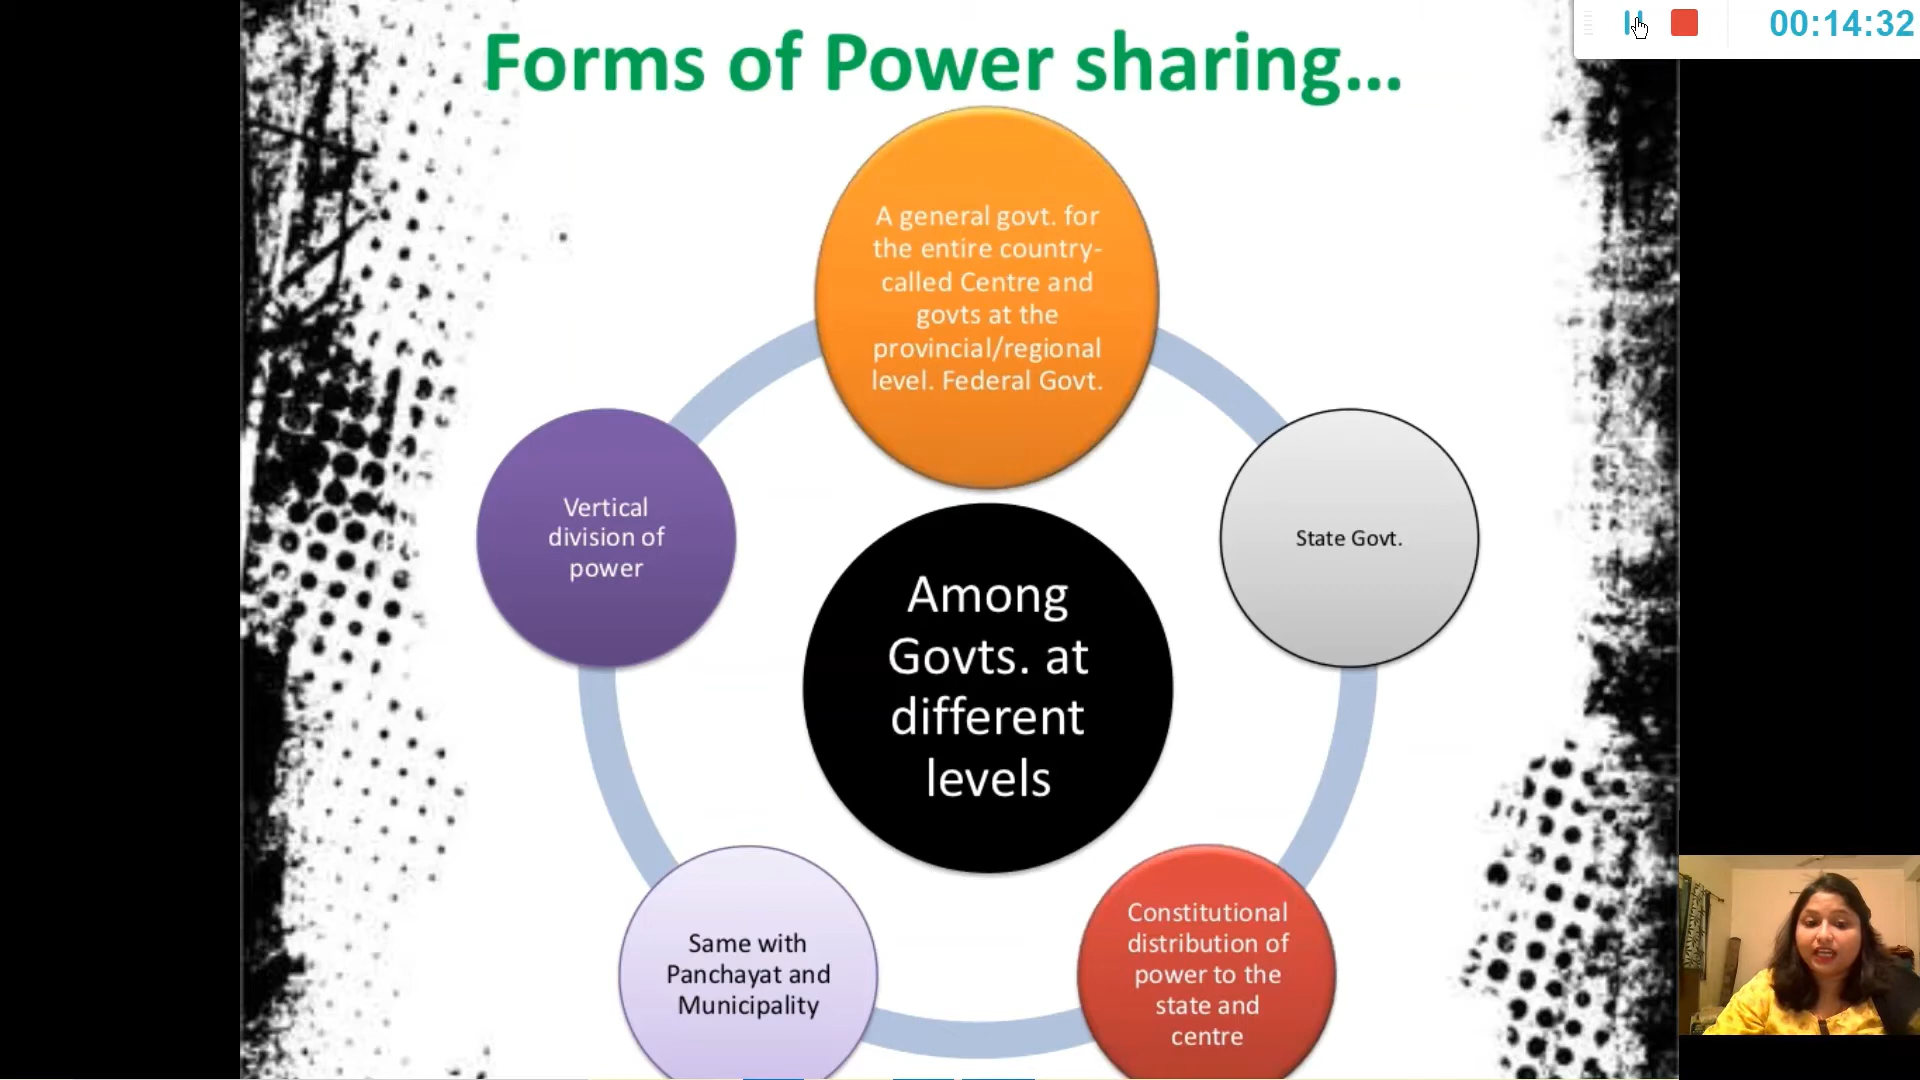 Forms of Power sharing...
00:14:32
A general govt. for
the entire country-
called Centre and
govts at the
provincial/regional
level. Federal Govt.
State Govt.
Constitutional
distribution of
power to the
state and
centre
Same with
Panchayat and
Municipality
Vertical
division of
power
Among
Govts. at
different
levels